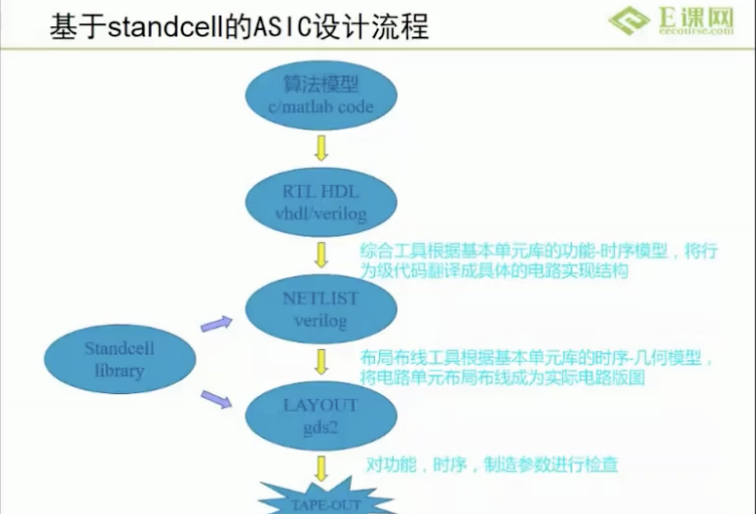 基于standcell的ASIC设计流程
E课网
eecourse.com
算法模型
c/matlab code
RTL HDL
vhdl/verilog
综合工具根据基本单元库的功能-时序模型，将行
为级代码翻译成具体的电路实现结构
NETLIST
verilog
Standcell
library
布局布线工具根据基本单元库的时序-几何模型，
将电路单元布局布线成为实际电路版图
LAYOUT
gds2
对功能，时序，制造参数进行检查
TAPE-OUT